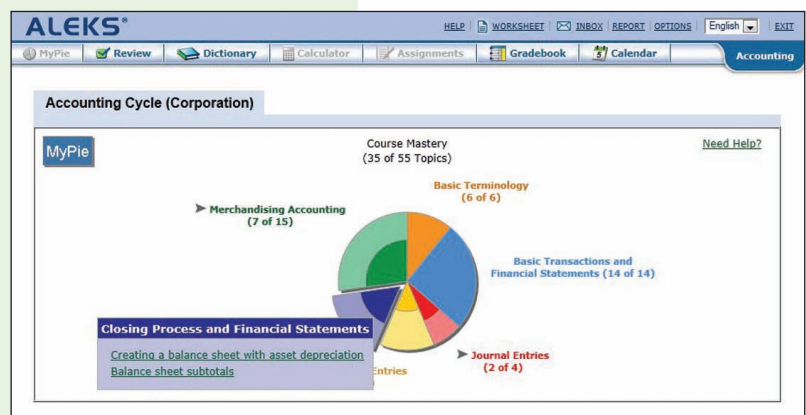 ALEKS®
HELP WORKSHEET INBOX REPORT OPTIONS English EXIT
MyPie Review Dictionary Calculator Assignments Gradebook Calendar Accounting
Accounting Cycle (Corporation)
MyPie
Need Help?
Course Mastery
(35 of 55 Topics)
Basic Terminology
(6 of 6)
Merchandising Accounting
(7 of 15)
Basic Transactions and
Financial Statements (14 of 14)
Closing Process and Financial Statements
Creating a balance sheet with asset depreciation
Balance sheet subtotals
Entries
Journal Entries
(2 of 4)